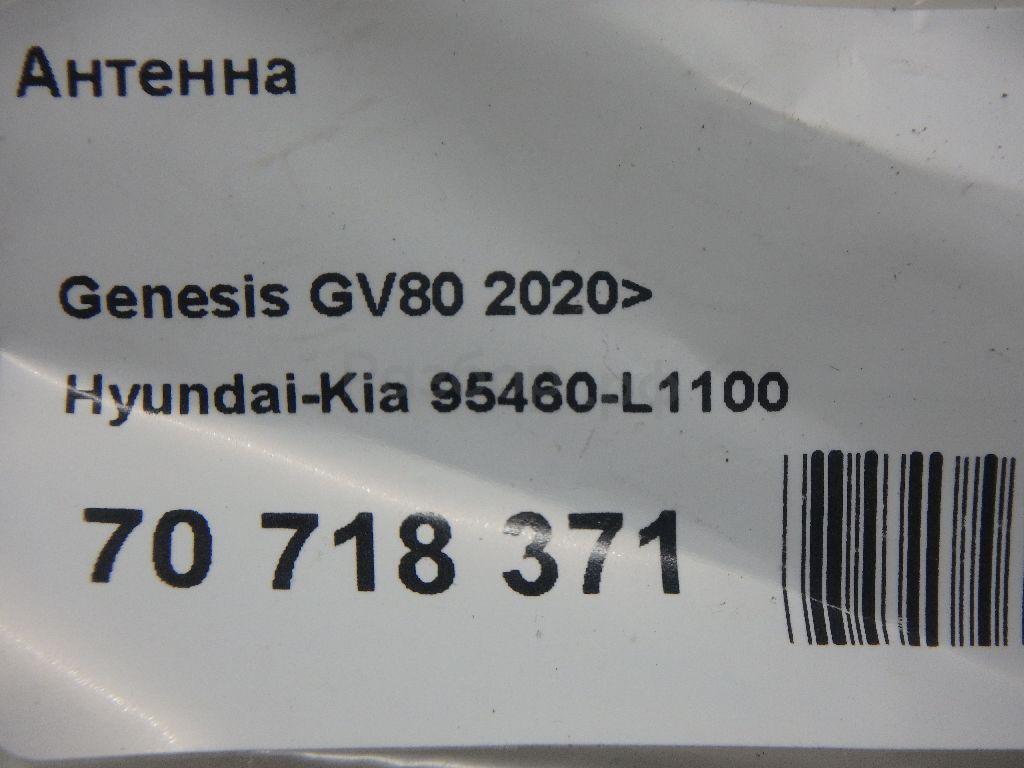 Антенна
Genesis GV80 2020>
Hyundai-Kia 95460-L1100
70 718 371